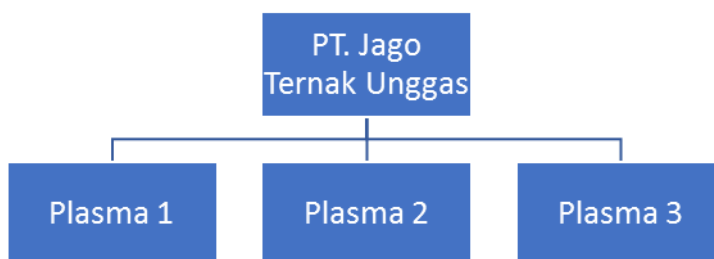 PT. Jago
Ternak Unggas
Plasma 1
Plasma 2
Plasma 3